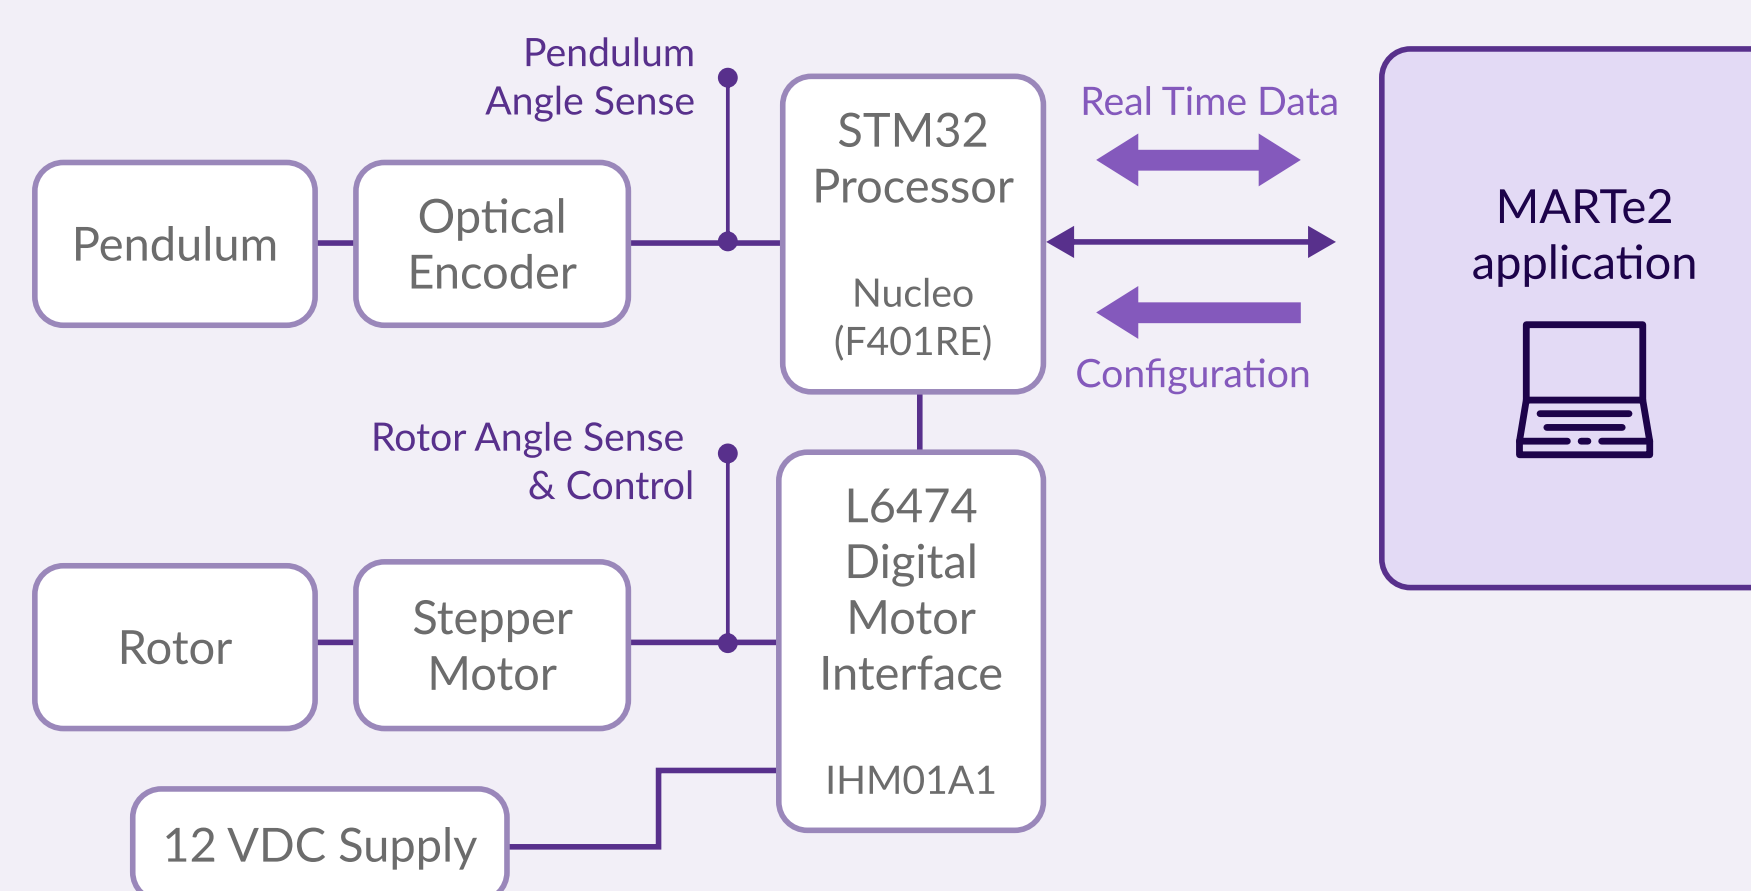 Pendulum
Angle Sense
Pendulum
Optical
Encoder
STM32
Processor
Nucleo
(F401RE)
Real Time Data
Configuration
MARTe2
application
Rotor Angle Sense
& Control
Rotor
Stepper
Motor
L6474
Digital
Motor
Interface
IHM01A1
12 VDC Supply